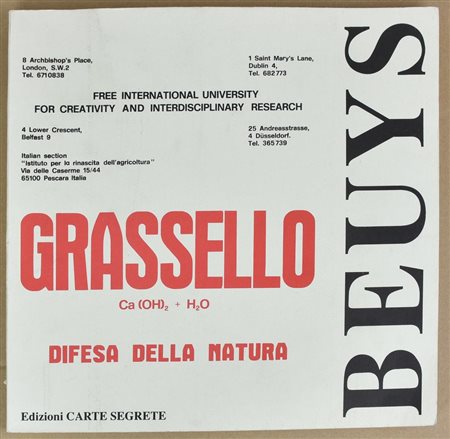 8 Archbishop's Place,
London, S.W.2
Tel. 6710838
1 Saint Mary's Lane,
Dublin 4,
Tel. 682773
FREE INTERNATIONAL UNIVERSITY
FOR CREATIVITY AND INTERDISCIPLINARY RESEARCH
4 Lower Crescent,
Belfast 9
25 Andreasstrasse,
4 Düsseldorf.
Tel. 365739
Italian section
"Istituto per lo rinascita dell'agricoltura"
Via delle Caserme 15/44
65100 Pescara Italia
GRASSELLO
Ca (OH)₂ + H₂O
DIFESA DELLA NATURA
Edizioni CARTE SEGRETE
BEUYS